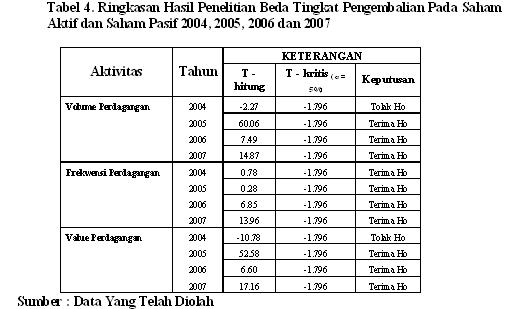 Tabel 4. Ringkasan Hasil Penelitian Beda Tingkat Pengembalian Pada Saham
Aktif dan Saham Pasif 2004, 2005, 2006 dan 2007
Aktivitas Tahun KETERANGAN
T - hitung T - kritis ( α = 5%) Keputusan
Volume Perdagangan 2004 -2.27 -1.796 Tolak Ho
2005 60.06 -1.796 Terima Ho
2006 7.49 -1.796 Terima Ho
2007 14.87 -1.796 Terima Ho
Frekwensi Perdagangan 2004 0.78 -1.796 Terima Ho
2005 0.28 -1.796 Terima Ho
2006 6.85 -1.796 Terima Ho
2007 13.96 -1.796 Terima Ho
Value Perdagangan 2004 -10.78 -1.796 Tolak Ho
2005 52.58 -1.796 Terima Ho
2006 6.60 -1.796 Terima Ho
2007 17.16 -1.796 Terima Ho
Sumber : Data Yang Telah Diolah